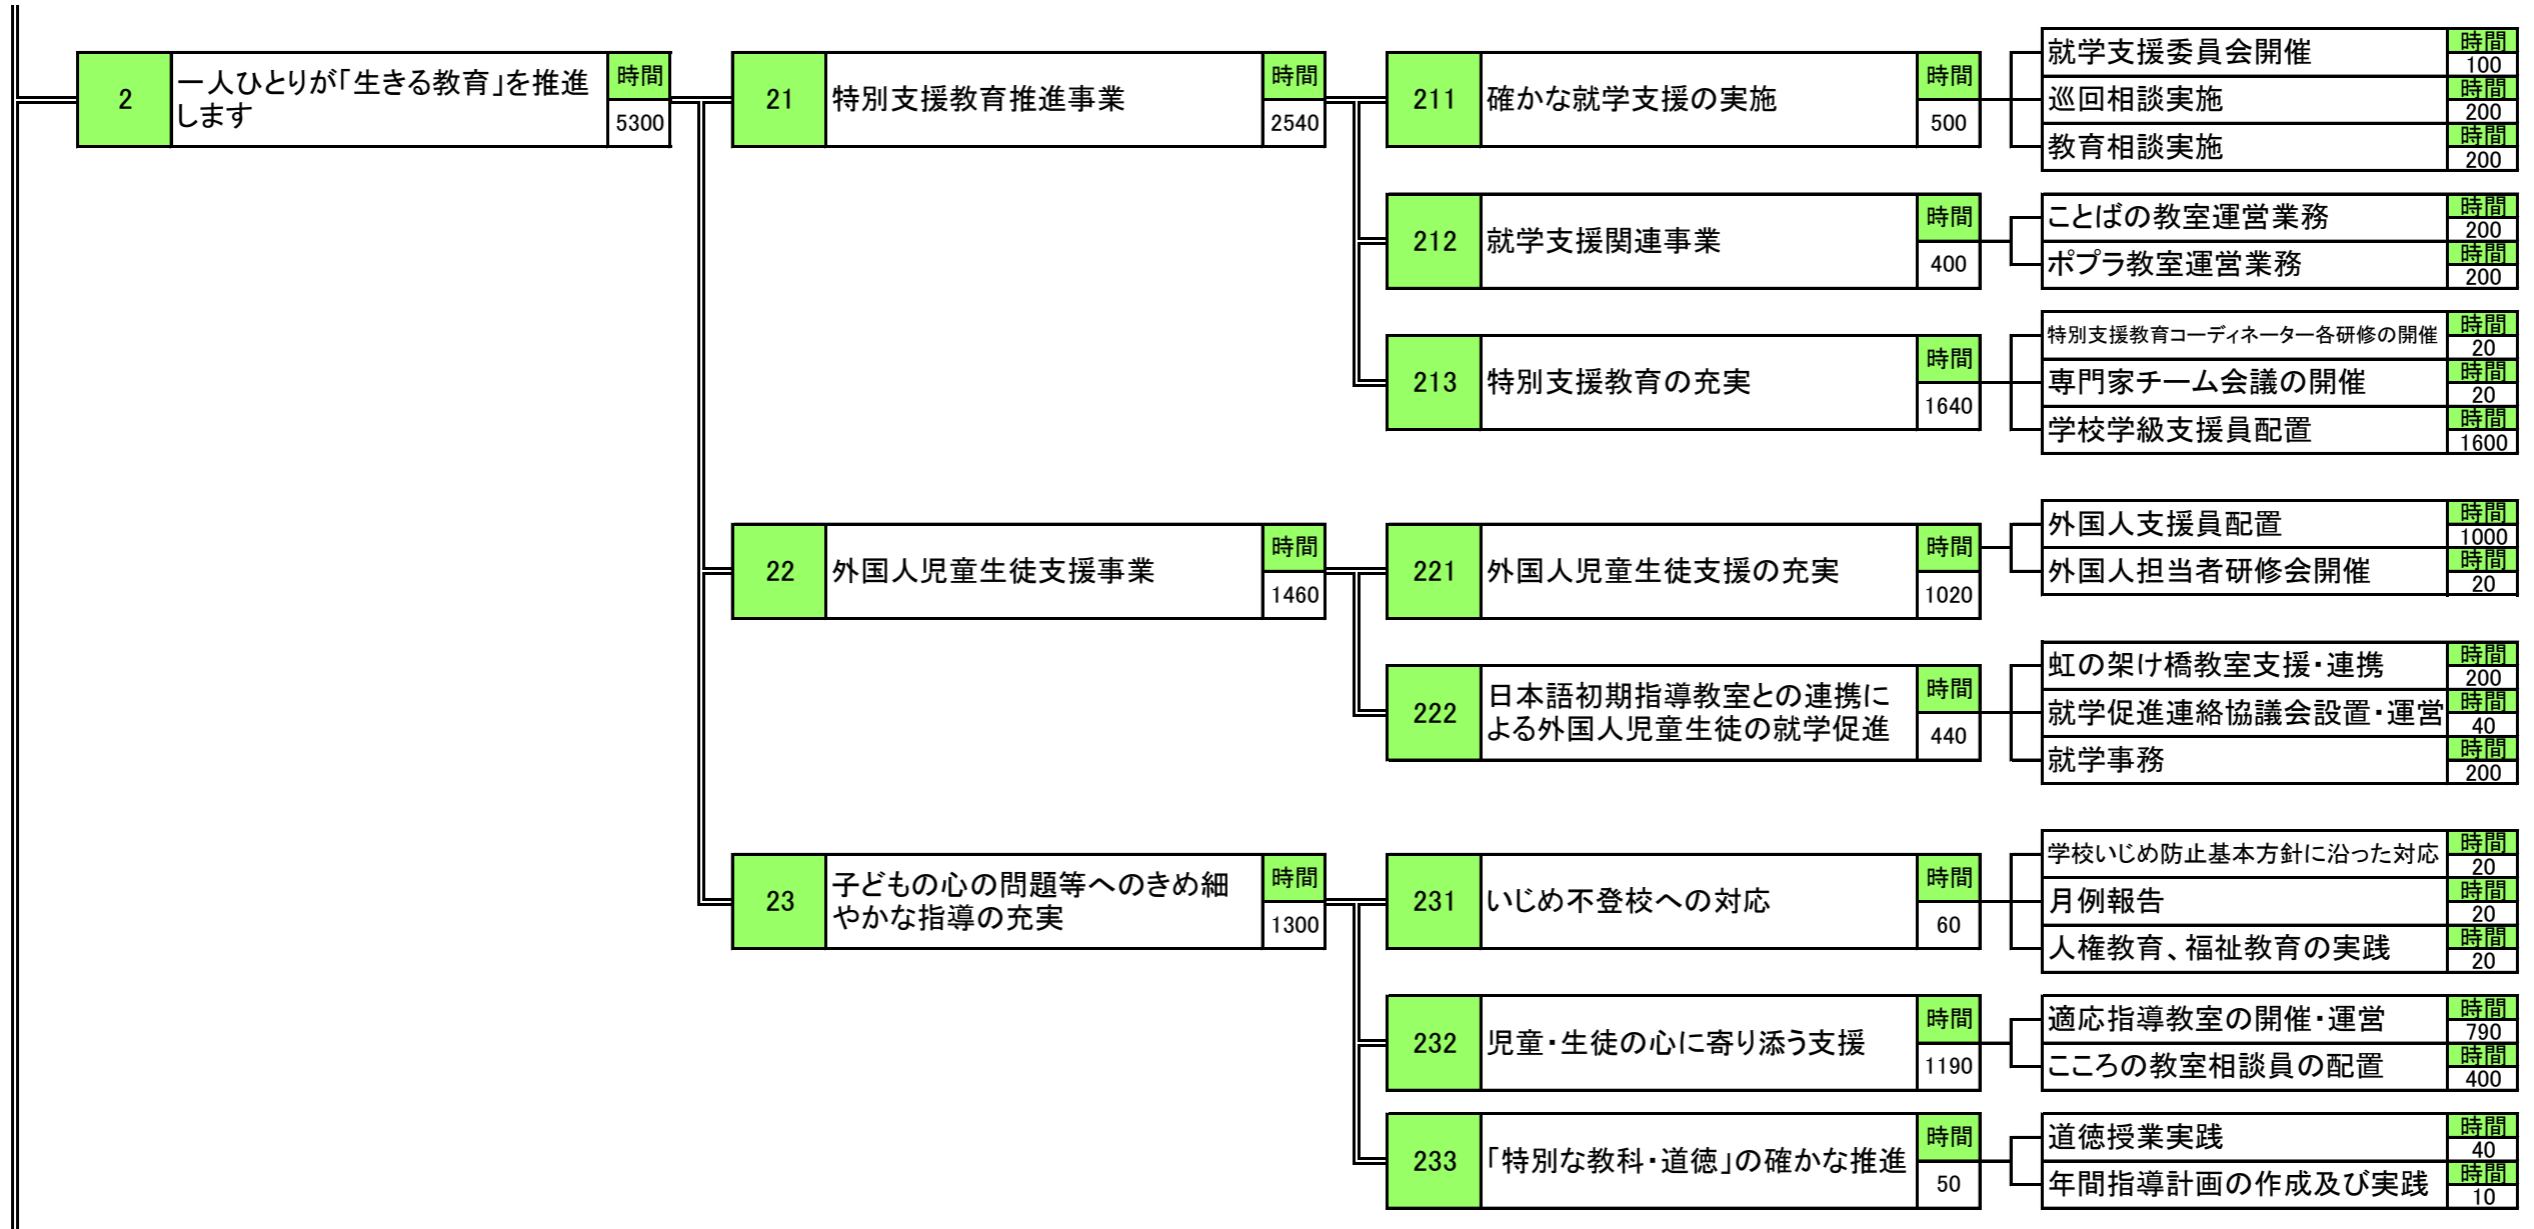 2
一人ひとりが「生きる教育」を推進
します
時間
5300
21
特別支援教育推進事業
時間
2540
211
確かな就学支援の実施
時間
500
就学支援委員会開催
時間
100
巡回相談実施
時間
200
教育相談実施
時間
200
212
就学支援関連事業
時間
400
ことばの教室運営業務
時間
200
ポプラ教室運営業務
時間
200
213
特別支援教育の充実
時間
1640
特別支援教育コーディネーター各研修の開催
時間
20
専門家チーム会議の開催
時間
20
学校学級支援員配置
時間
1600
22
外国人児童生徒支援事業
時間
1460
221
外国人児童生徒支援の充実
時間
1020
外国人支援員配置
時間
1000
外国人担当者研修会開催
時間
20
222
日本語初期指導教室との連携に
よる外国人児童生徒の就学促進
時間
440
虹の架け橋教室支援・連携
時間
200
就学促進連絡協議会設置・運営
時間
40
就学事務
時間
200
23
子どもの心の問題等へのきめ細
やかな指導の充実
時間
1300
231
いじめ不登校への対応
時間
60
学校いじめ防止基本方針に沿った対応
時間
20
月例報告
時間
20
人権教育、福祉教育の実践
時間
20
232
児童・生徒の心に寄り添う支援
時間
1190
適応指導教室の開催・運営
時間
790
こころの教室相談員の配置
時間
400
233
「特別な教科・道徳」の確かな推進
時間
50
道徳授業実践
時間
40
年間指導計画の作成及び実践
時間
10